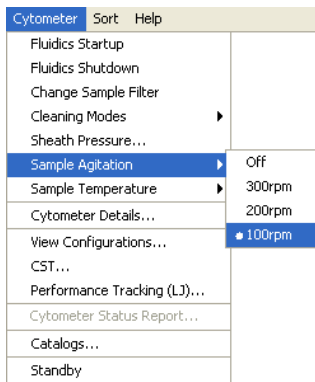 Cytometer Sort Help
Fluidics Startup
Fluidics Shutdown
Change Sample Filter
Cleaning Modes
Sheath Pressure...
Sample Agitation
Sample Temperature
Cytometer Details...
View Configurations...
CST...
Performance Tracking (LJ)...
Cytometer Status Report...
Catalogs...
Standby
Off
300rpm
200rpm
100rpm